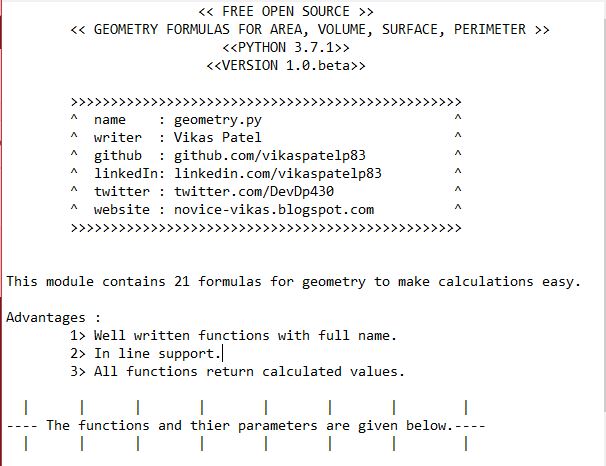 << FREE OPEN SOURCE >>
<< GEOMETRY FORMULAS FOR AREA, VOLUME, SURFACE, PERIMETER >>
<<PYTHON 3.7.1>>
<<VERSION 1.0.beta>>
>>>>>>>>>>>>>>>>>>>>>>>>>>>>>>>>>>>>>>>>>>>>>>>>>
^  name    : geometry.py                        ^
^  writer  : Vikas Patel                        ^
^  github  : github.com/vikaspatelp83           ^
^  linkedIn: linkedin.com/vikaspatelp83         ^
^  twitter : twitter.com/DevDp430               ^
^  website : novice-vikas.blogspot.com          ^
>>>>>>>>>>>>>>>>>>>>>>>>>>>>>>>>>>>>>>>>>>>>>>>>>
This module contains 21 formulas for geometry to make calculations easy.
Advantages :
1> Well written functions with full name.
2> In line support.
3> All functions return calculated values.
|      |      |       |       |       |       |        |
---- The functions and thier parameters are given below.----
|      |      |       |       |       |       |        |